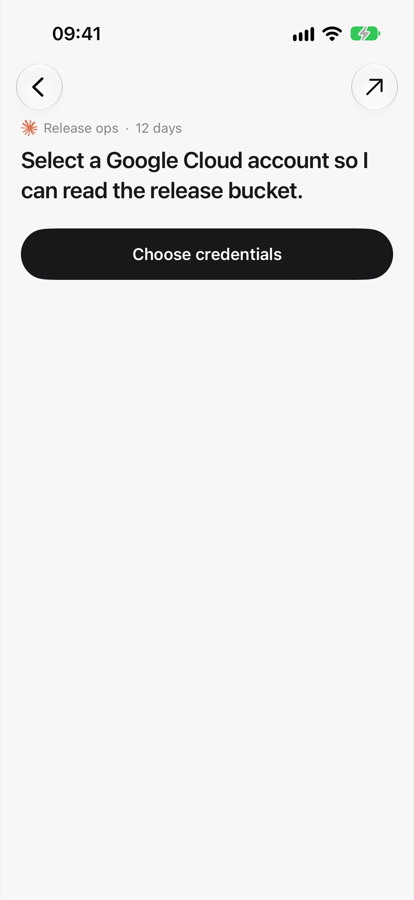 09:41
Release ops · 12 days
Select a Google Cloud account so I
can read the release bucket.
Choose credentials